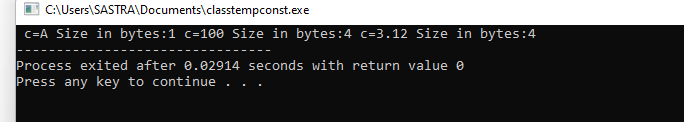 C:\Users\SASTRA\Documents\classtempconst.exe
c=A Size in bytes:1 c=100 Size in bytes:4 c=3.12 Size in bytes:4
--------------------------------
Process exited after 0.02914 seconds with return value 0
Press any key to continue . . .